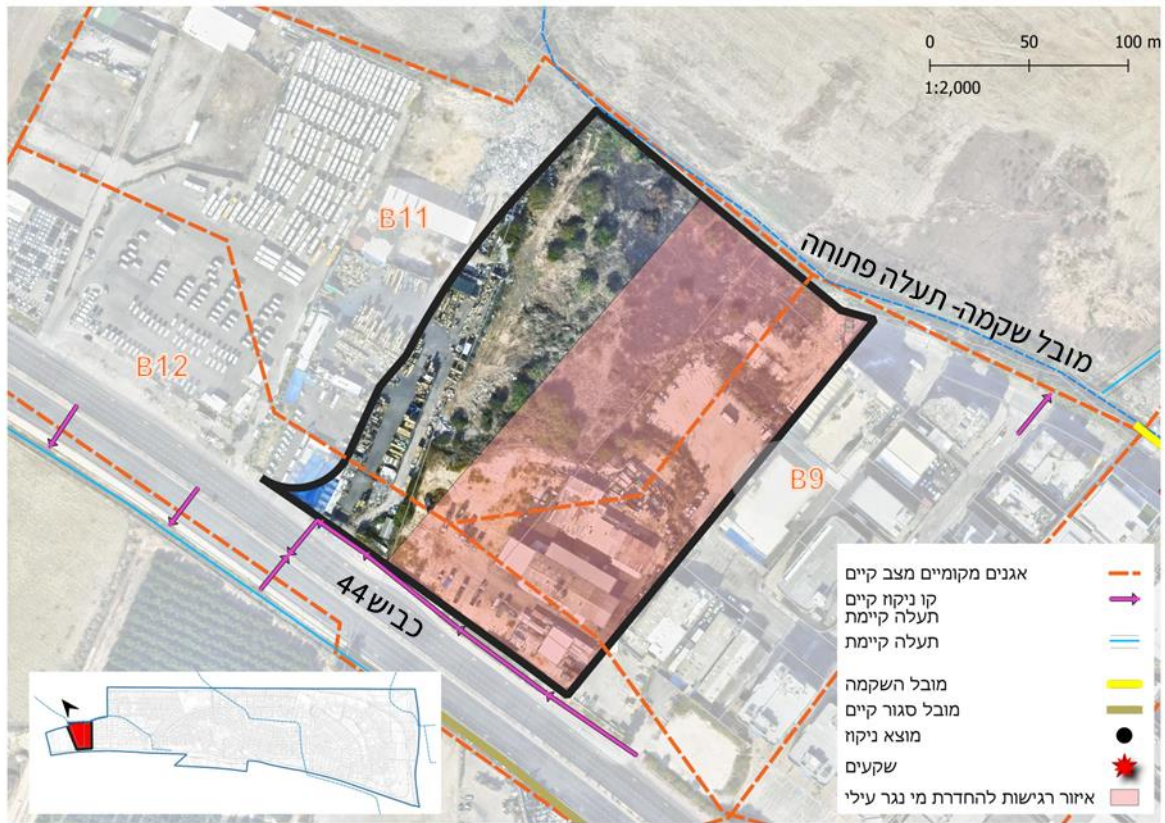 0 50 100 m
1:2,000
B11
מובל שקמה- תעלה פתוחה
B12
B9
כביש 44
אגנים מקומיים מצב קיים
קו ניקוז קיים
תעלה קיימת
תעלה קיימת
מובל השקמה
מובל סגור קיים
מוצא ניקוז
שקעים
איזור רגישות להחדרת מי נגר עילי